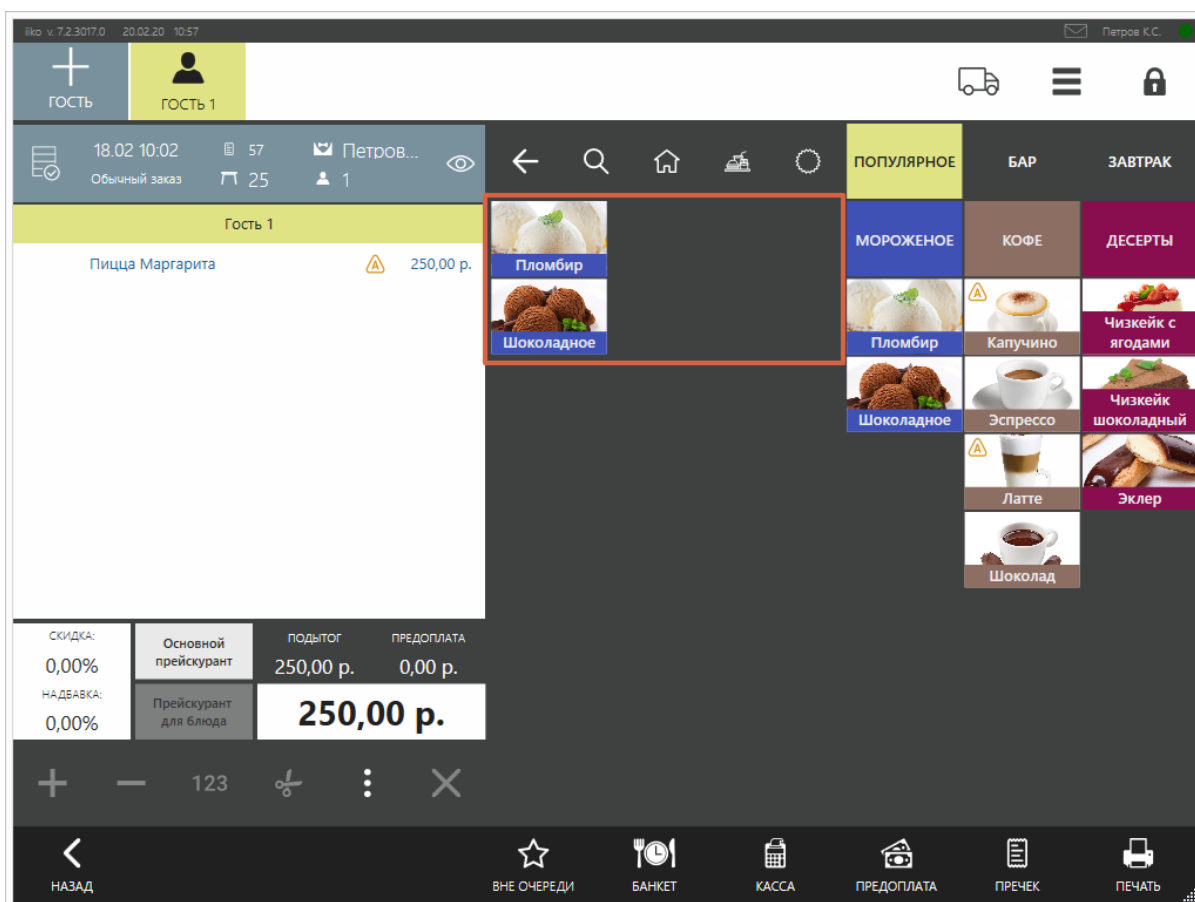 iiko v. 7.2.3017.0 20.02.20 10:57 Петров К.С.
ГОСТЬ ГОСТЬ 1
18.02 10:02 57 Петров...
Обычный заказ 25 1
Гость 1
Пицца Маргарита 250,00 р.
СКИДКА:
0,00%
НАДБАВКА:
0,00%
Основной
прейскурант
Прейскурант
для блюда
ПОДЫТОГ ПРЕДОПЛАТА
250,00 р. 0,00 р.
250,00 р.
123
ПОПУЛЯРНОЕ БАР ЗАВТРАК
МОРОЖЕНОЕ КОФЕ ДЕСЕРТЫ
Пломбир
Шоколадное
Пломбир
Шоколадное
Капучино
Эспрессо
Латте
Шоколад
Чизкейк с
ягодами
Чизкейк
шоколадный
Эклер
НАЗАД ВНЕ ОЧЕРЕДИ БАНКЕТ КАССА ПРЕДОПЛАТА ПРЕЧЕК ПЕЧАТЬ